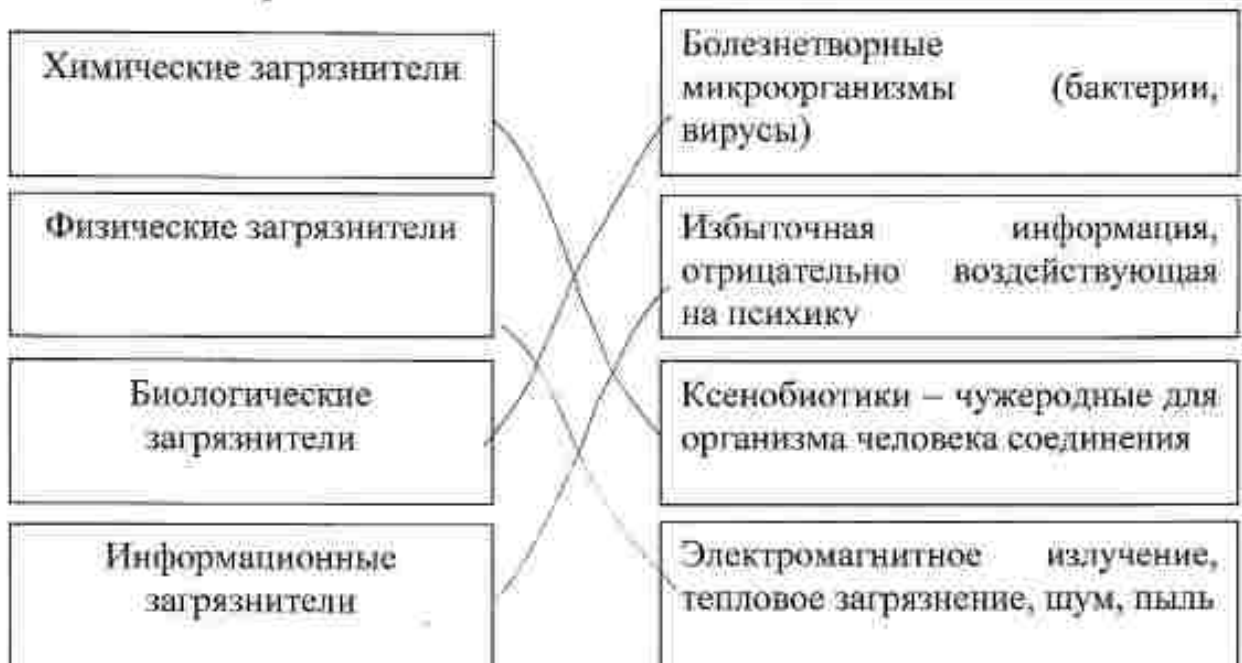 Химические загрязнители
Болезнетворные
микроорганизмы (бактерии,
вирусы)
Физические загрязнители
Избыточная информация,
отрицательно воздействующая
на психику
Биологические
загрязнители
Ксенобиотики – чужеродные для
организма человека соединения
Информационные
загрязнители
Электромагнитное излучение,
тепловое загрязнение, шум, пыль